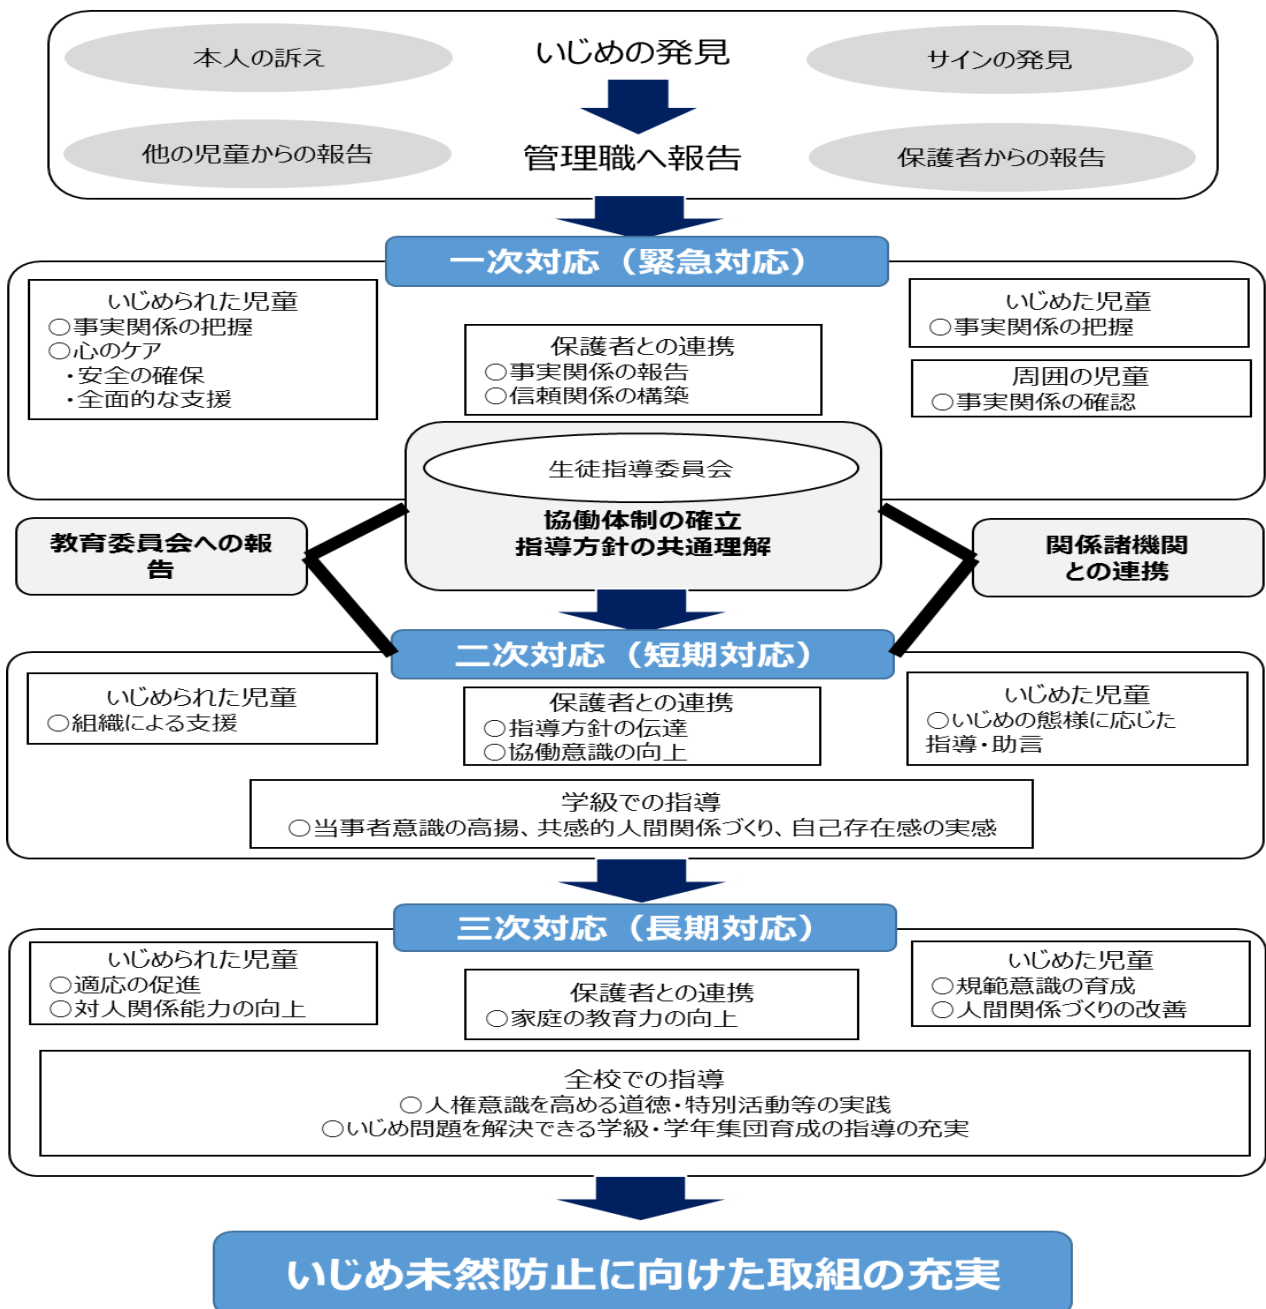 本人の訴え
いじめの発見
サインの発見
他の児童からの報告
管理職へ報告
保護者からの報告
一次対応（緊急対応）
いじめられた児童
○事実関係の把握
○心のケア
・安全の確保
・全面的な支援
保護者との連携
○事実関係の報告
○信頼関係の構築
いじめた児童
○事実関係の把握
周囲の児童
○事実関係の確認
生徒指導委員会
協働体制の確立
指導方針の共通理解
教育委員会への報
告
関係諸機関
との連携
二次対応（短期対応）
いじめられた児童
○組織による支援
保護者との連携
○指導方針の伝達
○協働意識の向上
いじめた児童
○いじめの態様に応じた
指導・助言
学級での指導
○当事者意識の高揚、共感的人間関係づくり、自己存在感の実感
三次対応（長期対応）
いじめられた児童
○適応の促進
○対人関係能力の向上
保護者との連携
○家庭の教育力の向上
いじめた児童
○規範意識の育成
○人間関係づくりの改善
全校での指導
○人権意識を高める道徳・特別活動等の実践
○いじめ問題を解決できる学級・学年集団育成の指導の充実
いじめ未然防止に向けた取組の充実